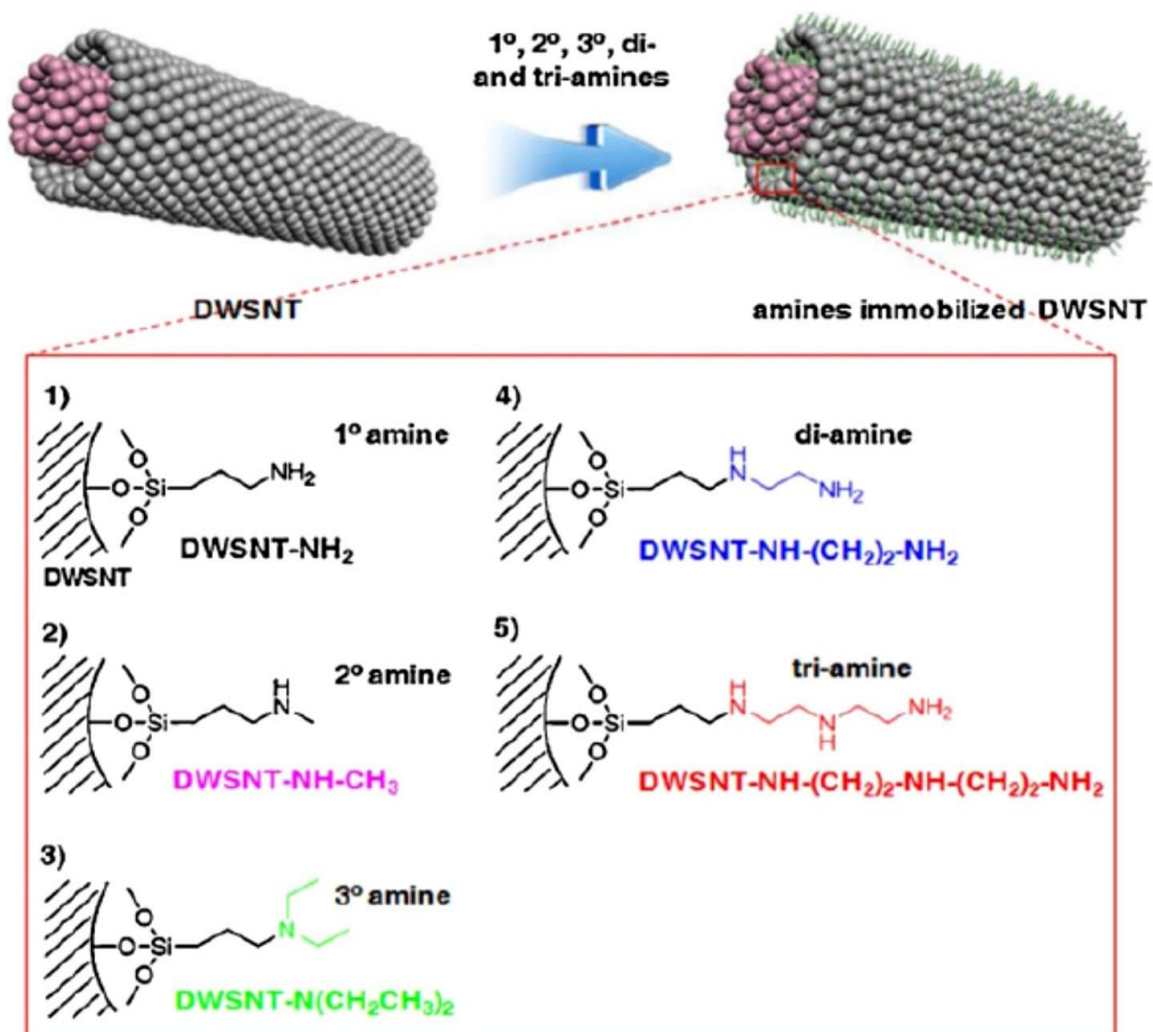 1º, 2º, 3º, di-
and tri-amines
DWSNT
amines immobilized DWSNT
1)
1º amine
O
O-Si
O
NH₂
DWSNT-NH₂
DWSNT
2)
2º amine
O
O-Si
O
H
N
DWSNT-NH-CH₃
3)
3º amine
O
O-Si
O
N
DWSNT-N(CH₂CH₃)₂
4)
di-amine
O
O-Si
O
H
N
NH₂
DWSNT-NH-(CH₂)₂-NH₂
5)
tri-amine
O
O-Si
O
H
N
N
H
NH₂
DWSNT-NH-(CH₂)₂-NH-(CH₂)₂-NH₂